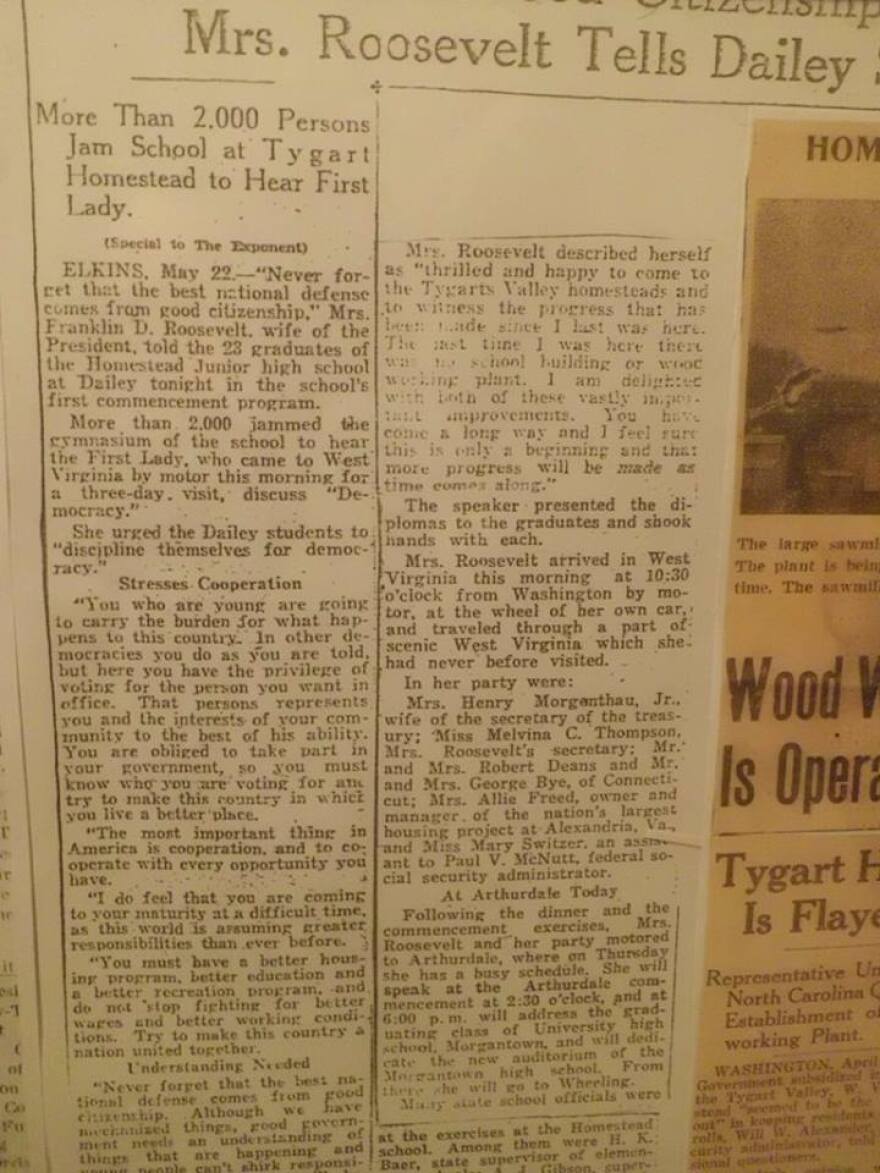 Citizenship
Mrs. Roosevelt Tells Dailey
More Than 2,000 Persons
Jam School at Tygart
Homestead to Hear First
Lady.
(Special to The Exponent)
ELKINS, May 22.—"Never for-
get that the best national defense
comes from good citizenship," Mrs.
Franklin D. Roosevelt, wife of the
President, told the 23 graduates of
the Homestead Junior high school
at Dailey tonight in the school's
first commencement program.
More than 2,000 jammed the
gymnasium of the school to hear
the First Lady, who came to West
Virginia by motor this morning for
a three-day visit, discuss "De-
mocracy."
She urged the Dailey students to
"discipline themselves for democ-
racy."
Stresses Cooperation
"You who are young are going
to carry the burden for what hap-
pens to this country. In other de-
mocracies you do as you are told,
but here you have the privilege of
voting for the person you want in
office. That persons represents
you and the interests of your com-
munity to the best of his ability.
You are obliged to take part in
your government, so you must
know who you are voting for and
try to make this country in which
you live a better place.
"The most important thing in
America is cooperation, and to co-
operate with every opportunity you
have.
"I do feel that you are coming
to your maturity at a difficult time,
as this world is assuming greater
responsibilities than ever before.
"You must have a better hous-
ing program, better education and
a better recreation program, and
do not stop fighting for better
wages and better working condi-
tions. Try to make this country a
nation united together.
Understanding Needed
"Never forget that the best na-
tional defense comes from good
citizenship. Although we have
mechanized things, good govern-
ment needs an understanding of
things that are happening and
young people can't shirk responsi-
Mrs. Roosevelt described herself
as "thrilled and happy to come to
the Tygarts Valley homesteads and
to witness the progress that has
been made since I last was here.
The last time I was here there
was no school building or wood
working plant. I am delighted
with both of these vastly impor-
tant improvements. You have
come a long way and I feel sure
this is only a beginning and that
more progress will be made as
time comes along."
The speaker presented the di-
plomas to the graduates and shook
hands with each.
Mrs. Roosevelt arrived in West
Virginia this morning at 10:30
o'clock from Washington by mo-
tor, at the wheel of her own car,
and traveled through a part of
scenic West Virginia which she
had never before visited.
In her party were:
Mrs. Henry Morgenthau, Jr.,
wife of the secretary of the treas-
ury; Miss Melvina C. Thompson,
Mrs. Roosevelt's secretary; Mr.
and Mrs. Robert Deans and Mr.
and Mrs. George Bye, of Connecti-
cut; Mrs. Allie Freed, owner and
manager of the nation's largest
housing project at Alexandria, Va.,
and Miss Mary Switzer, an assist-
ant to Paul V. McNutt, federal so-
cial security administrator.
At Arthurdale Today
Following the dinner and the
commencement exercises, Mrs.
Roosevelt and her party motored
to Arthurdale, where on Thursday
she has a busy schedule. She will
speak at the Arthurdale com-
mencement at 2:30 o'clock, and at
6:00 p. m. will address the grad-
uating class of University high
school, Morgantown, and will dedi-
cate the new auditorium of the
Morgantown high school. From
there she will go to Wheeling.
Many state school officials were
at the exercises at the Homestead
school. Among them were H. K.
Baer, state supervisor of elemen-
J. Gibson, super-
HOM
The large sawmi
The plant is bein
time. The sawmil
Wood W
Is Opera
Tygart H
Is Flaye
Representative Un
North Carolina
Establishment o
working Plant.
WASHINGTON, April
Government subsidized
the Tygart Valley, W. V
stead "seemed to be the
out" in keeping residents
rolls, Will W. Alexander,
curity administrator, told
sional questioners.